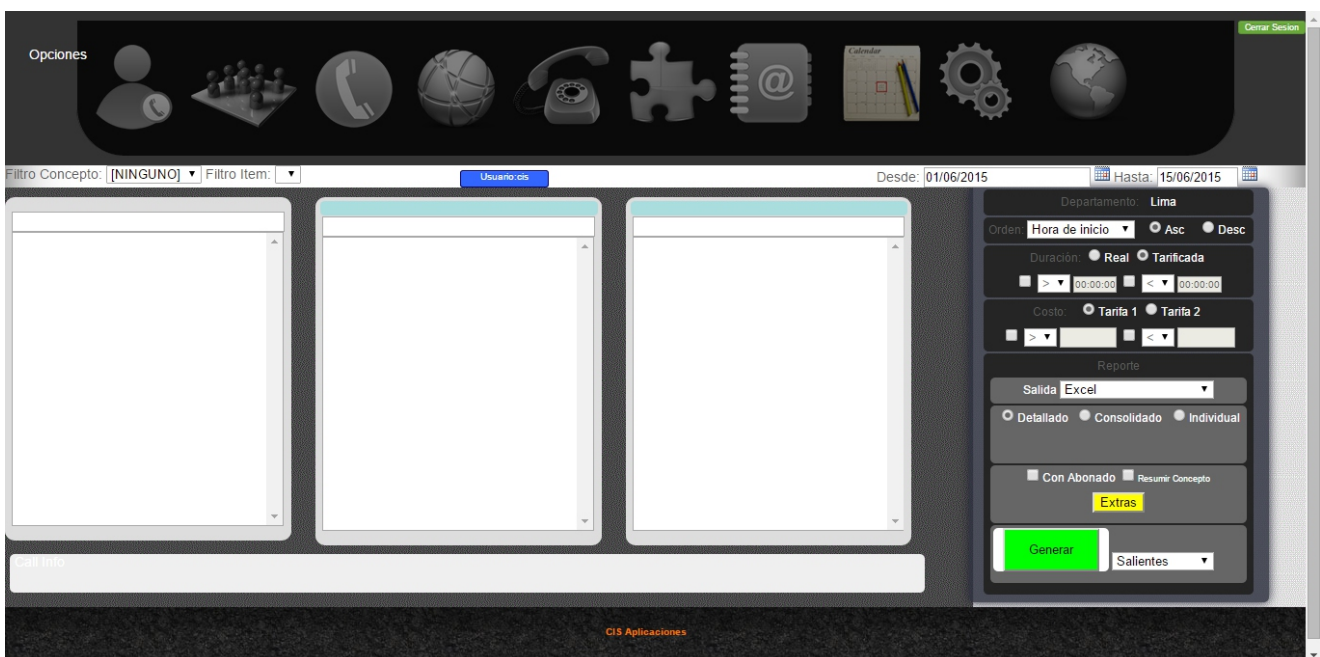 Cerrar Sesion
Opciones
Calendar
@
Filtro Concepto: [NINGUNO] Filtro Item:
Usuario:cis
Desde: 01/06/2015 Hasta: 15/06/2015
Departamento: Lima
Orden: Hora de inicio Asc Desc
Duración: Real Tarificada
> 00:00:00 < 00:00:00
Costo: Tarifa 1 Tarifa 2
> <
Reporte
Salida Excel
Detallado Consolidado Individual
Con Abonado Resumir Concepto
Extras
Generar Salientes
Call Info
CIS Aplicaciones